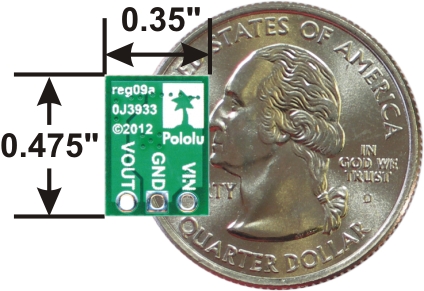 0.35"
0.475"
reg09a
0J3933
©2012
Pololu
VOUT
GND
VIN
STATES OF AMERICA
IN
GOD WE
TRUST
D
QUARTER DOLLAR